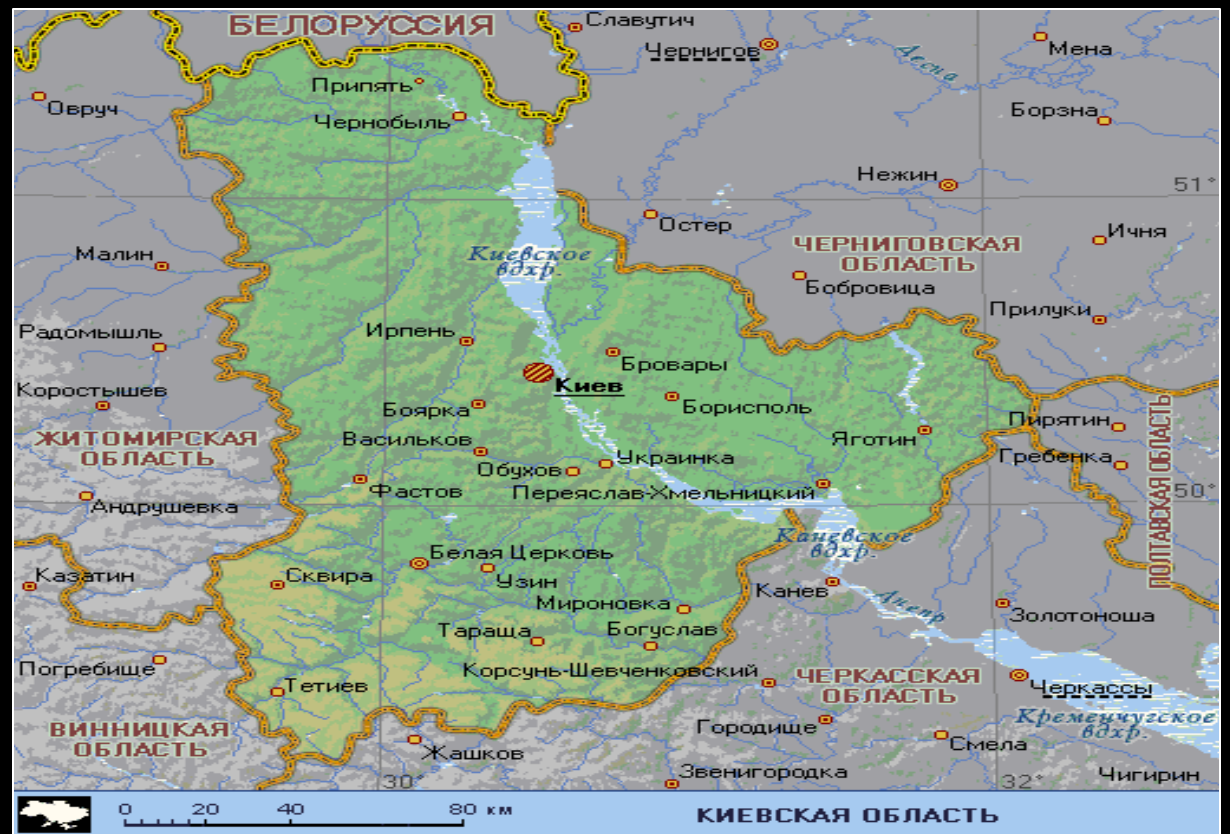 БЕЛОРУССИЯ
Славутич
Чернигов
Мена
Десна
Припять
Овруч
Чернобыль
Борзна
Нежин
51°
Остер
Ичня
ЧЕРНИГОВСКАЯ
ОБЛАСТЬ
Малин
Киевское
вдхр.
Бобровица
Прилуки
Радомышль
Ирпень
Бровары
Киев
Коростышев
Боярка
Борисполь
Пирятин
ЖИТОМИРСКАЯ
ОБЛАСТЬ
Васильков
Яготин
Обухов
Украинка
Гребенка
ПОЛТАВСКАЯ ОБЛАСТЬ
Фастов
Переяслав-Хмельницкий
50°
Андрушевка
Каневское
вдхр.
Белая Церковь
Казатин
Сквира
Узин
Канев
Днепр
Мироновка
Золотоноша
Тараща
Богуслав
Погребище
Корсунь-Шевченковский
ЧЕРКАССКАЯ
ОБЛАСТЬ
Тетиев
Черкассы
Кременчугское
вдхр.
ВИННИЦКАЯ
ОБЛАСТЬ
Городище
Смела
Жашков
Звенигородка
30°
32°
Чигирин
0 20 40 80 км
КИЕВСКАЯ ОБЛАСТЬ